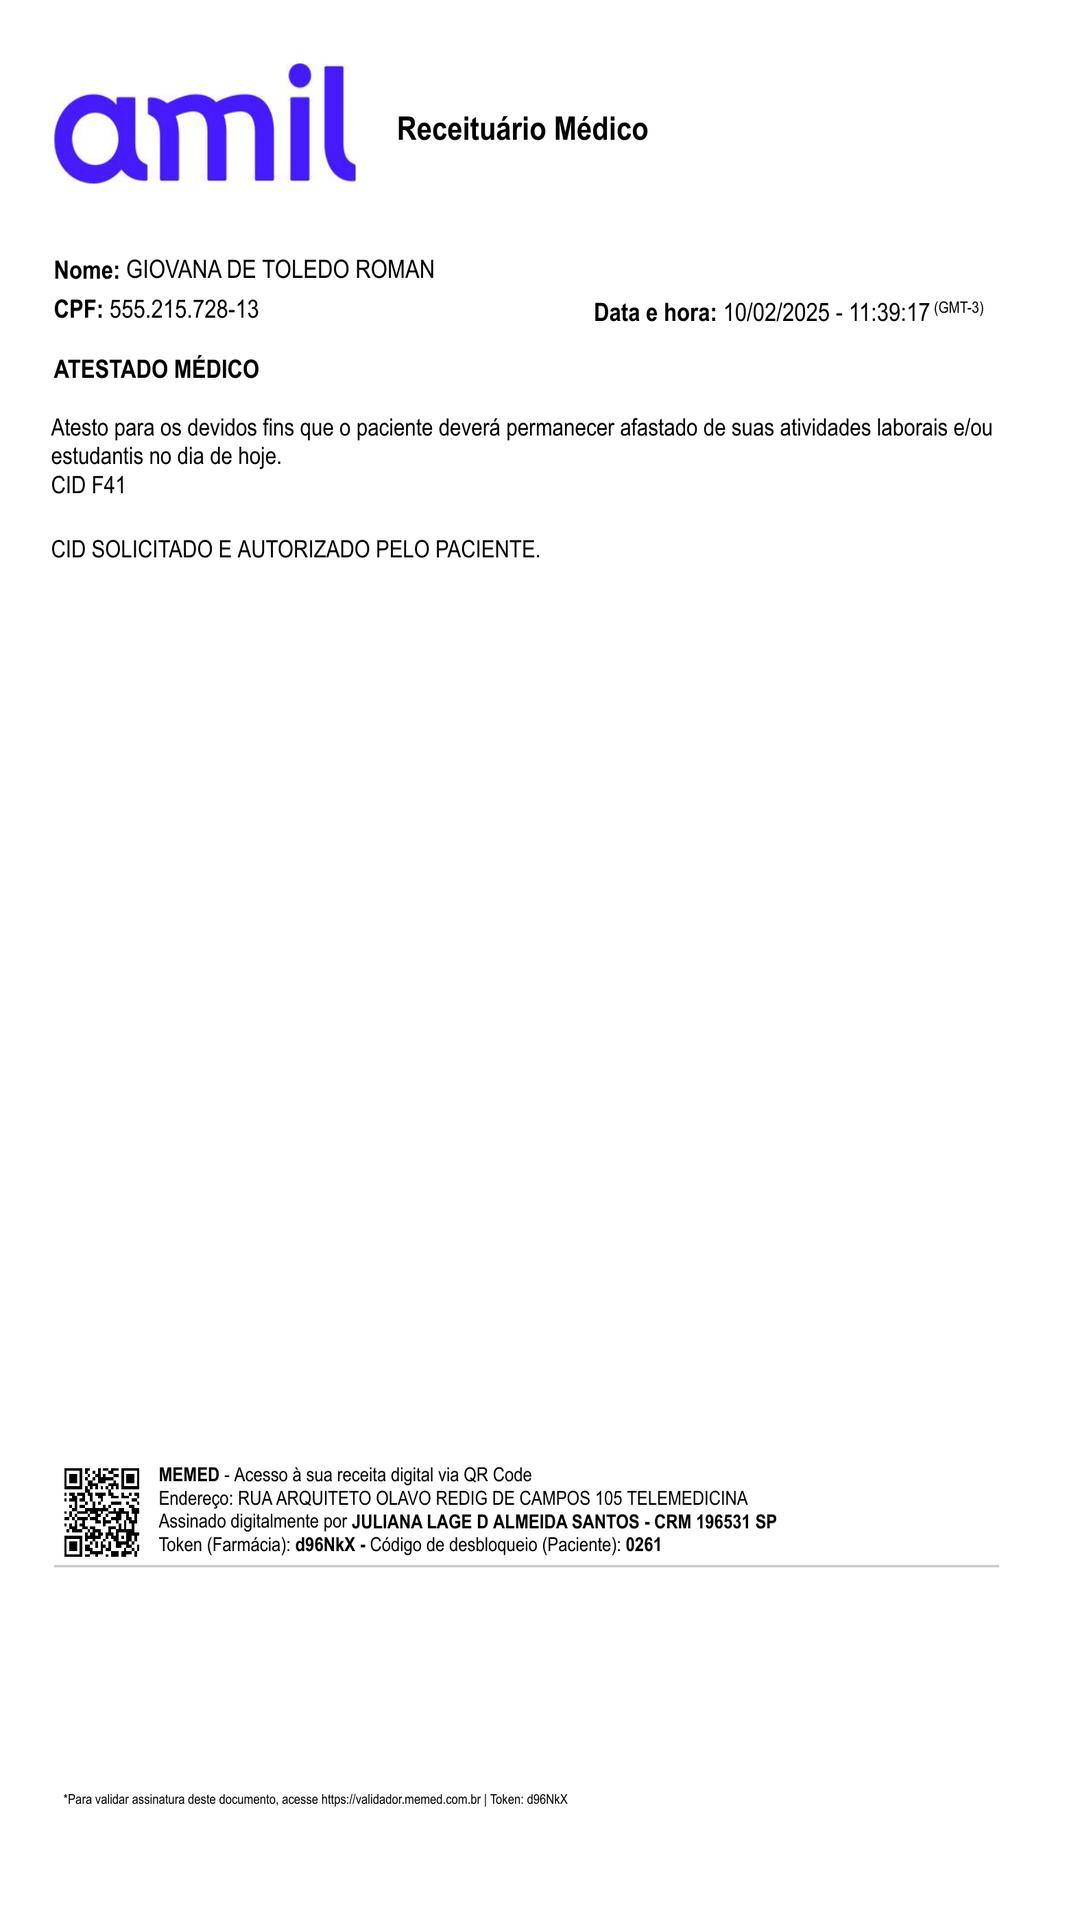 amil
Receituário Médico
Nome: GIOVANA DE TOLEDO ROMAN
CPF: 555.215.728-13
Data e hora: 10/02/2025 - 11:39:17 (GMT-3)
ATESTADO MÉDICO
Atesto para os devidos fins que o paciente deverá permanecer afastado de suas atividades laborais e/ou
estudantis no dia de hoje.
CID F41
CID SOLICITADO E AUTORIZADO PELO PACIENTE.
MEMED - Acesso à sua receita digital via QR Code
Endereço: RUA ARQUITETO OLAVO REDIG DE CAMPOS 105 TELEMEDICINA
Assinado digitalmente por JULIANA LAGE D ALMEIDA SANTOS - CRM 196531 SP
Token (Farmácia): d96NkX - Código de desbloqueio (Paciente): 0261
*Para validar assinatura deste documento, acesse https://validador.memed.com.br | Token: d96NkX